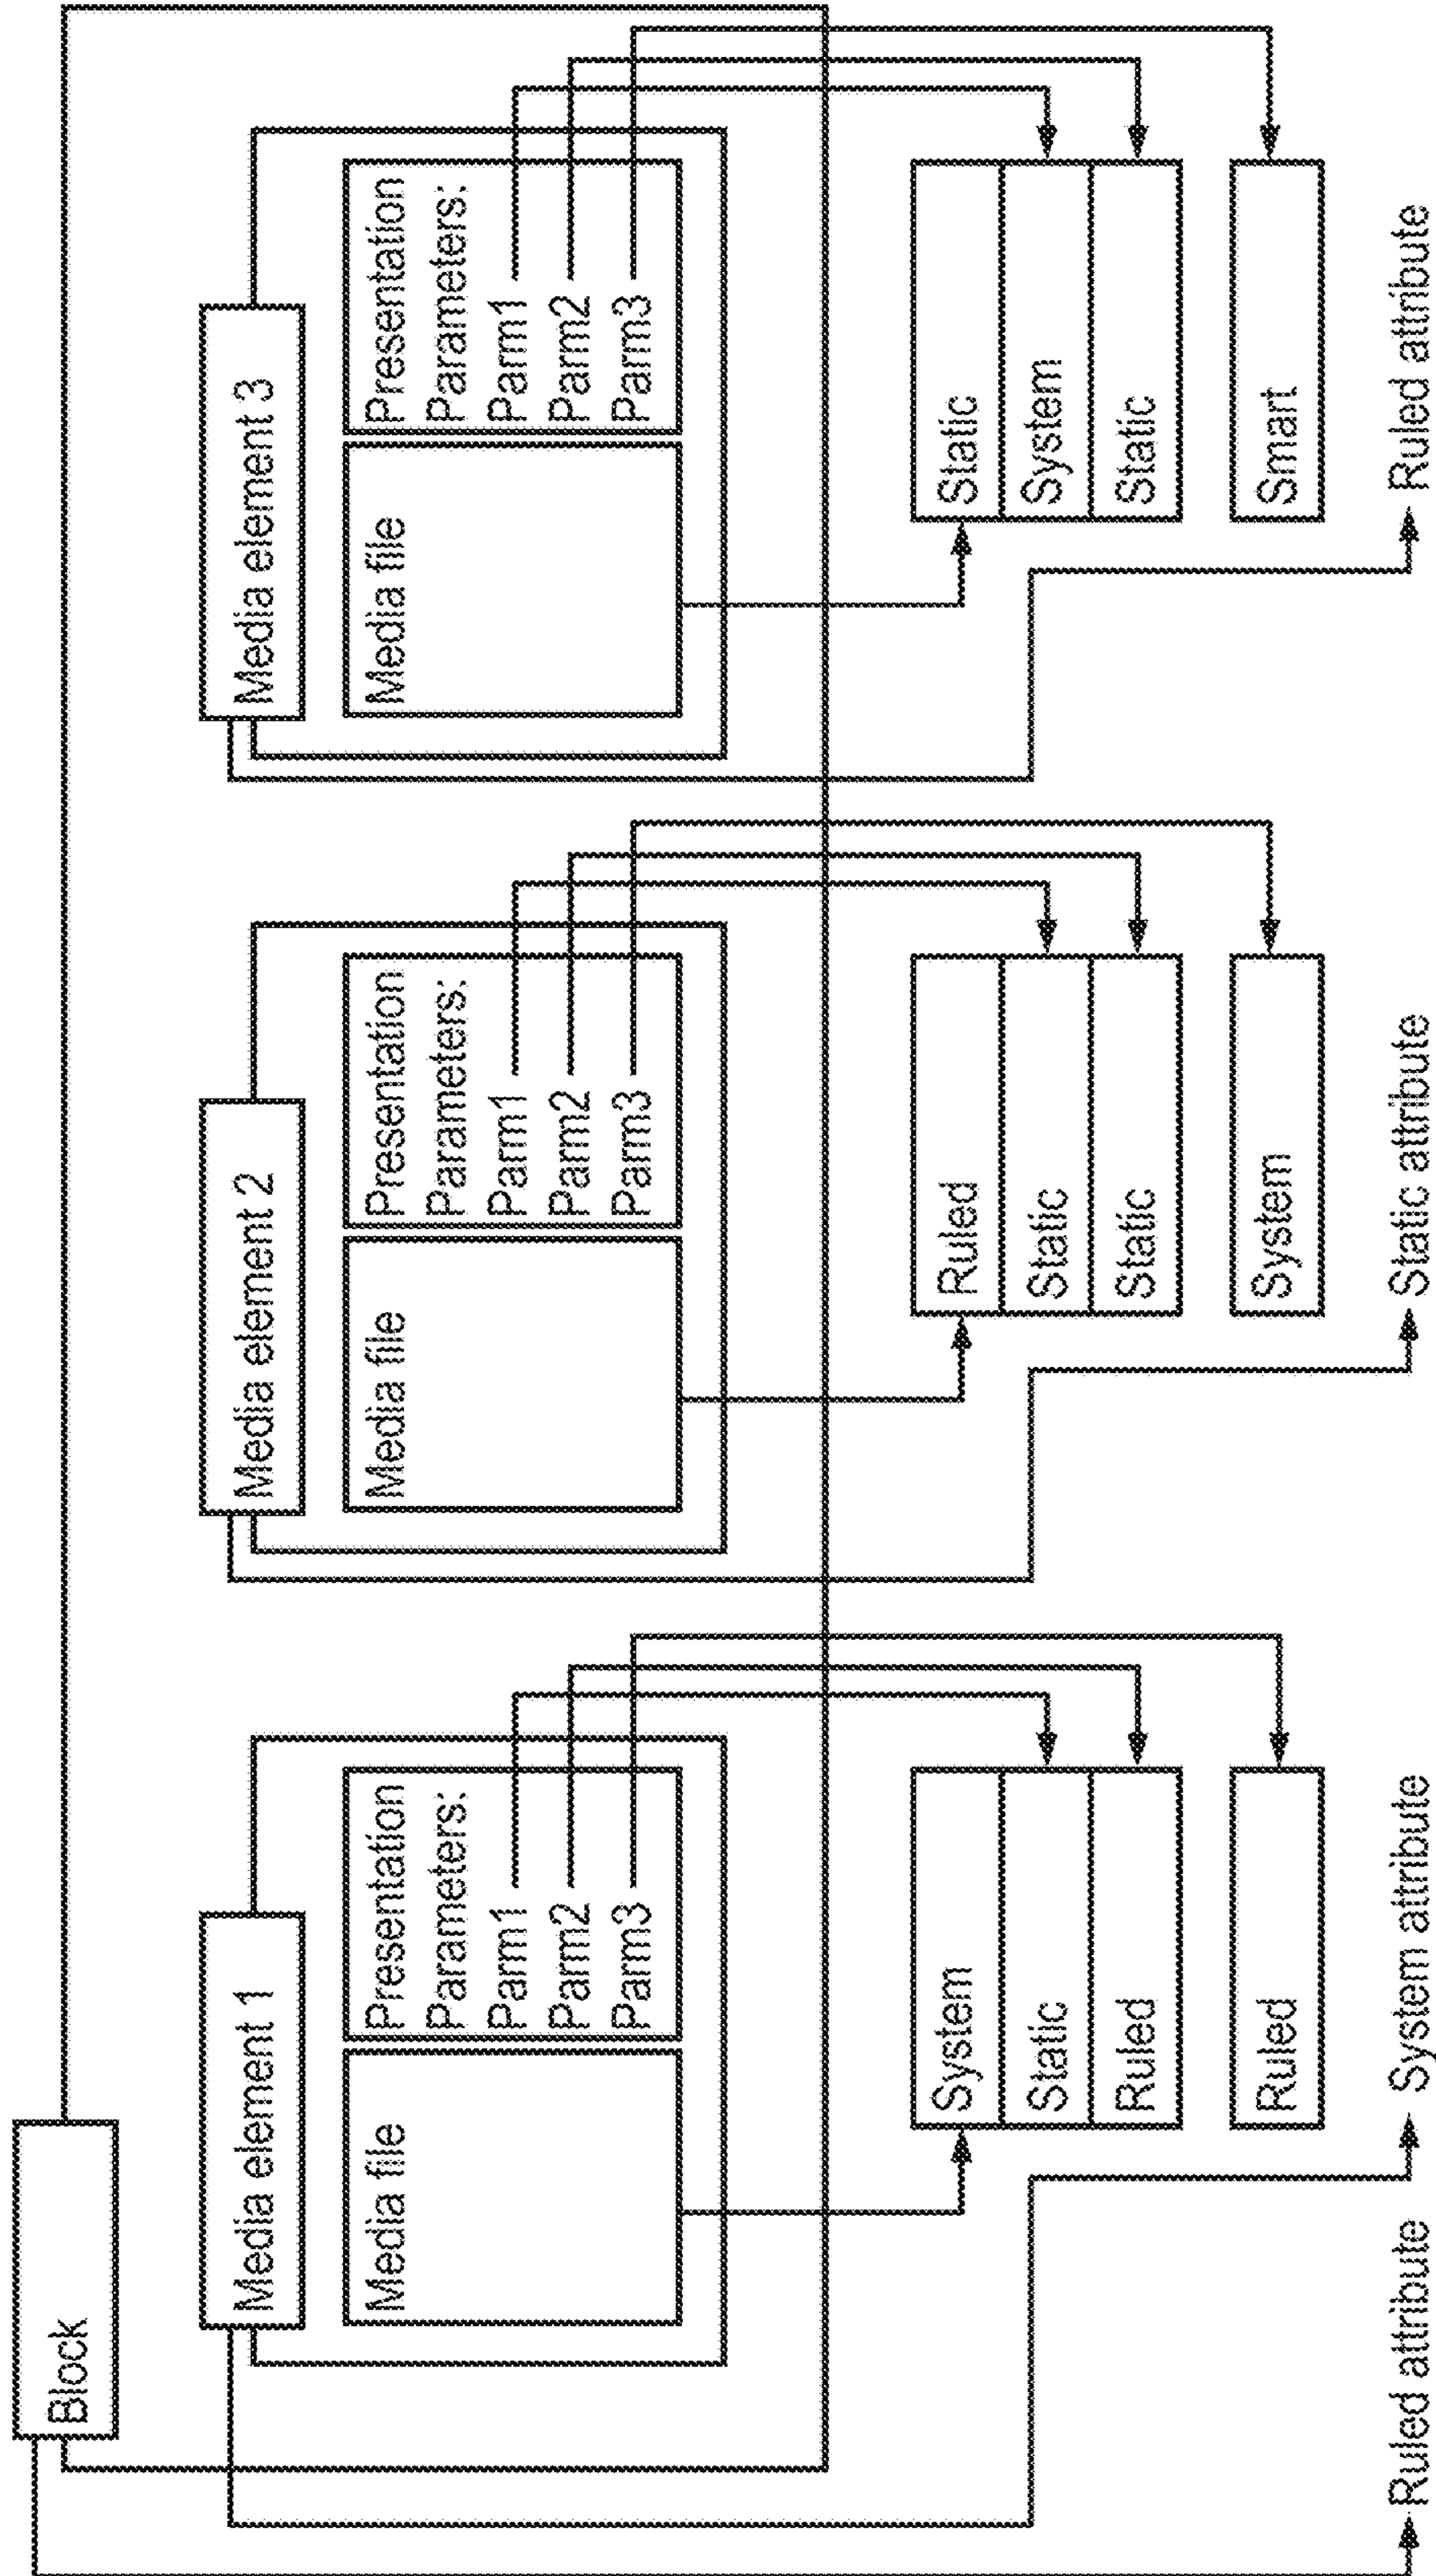 Block
Media element 1
Media file
Presentation
Parameters:
Parm1
Parm2
Parm3
System
Static
Ruled
Ruled
Media element 2
Media file
Presentation
Parameters:
Parm1
Parm2
Parm3
Ruled
Static
Static
System
Media element 3
Media file
Presentation
Parameters:
Parm1
Parm2
Parm3
Static
System
Static
Smart
Ruled attribute
System attribute
Static attribute
Ruled attribute